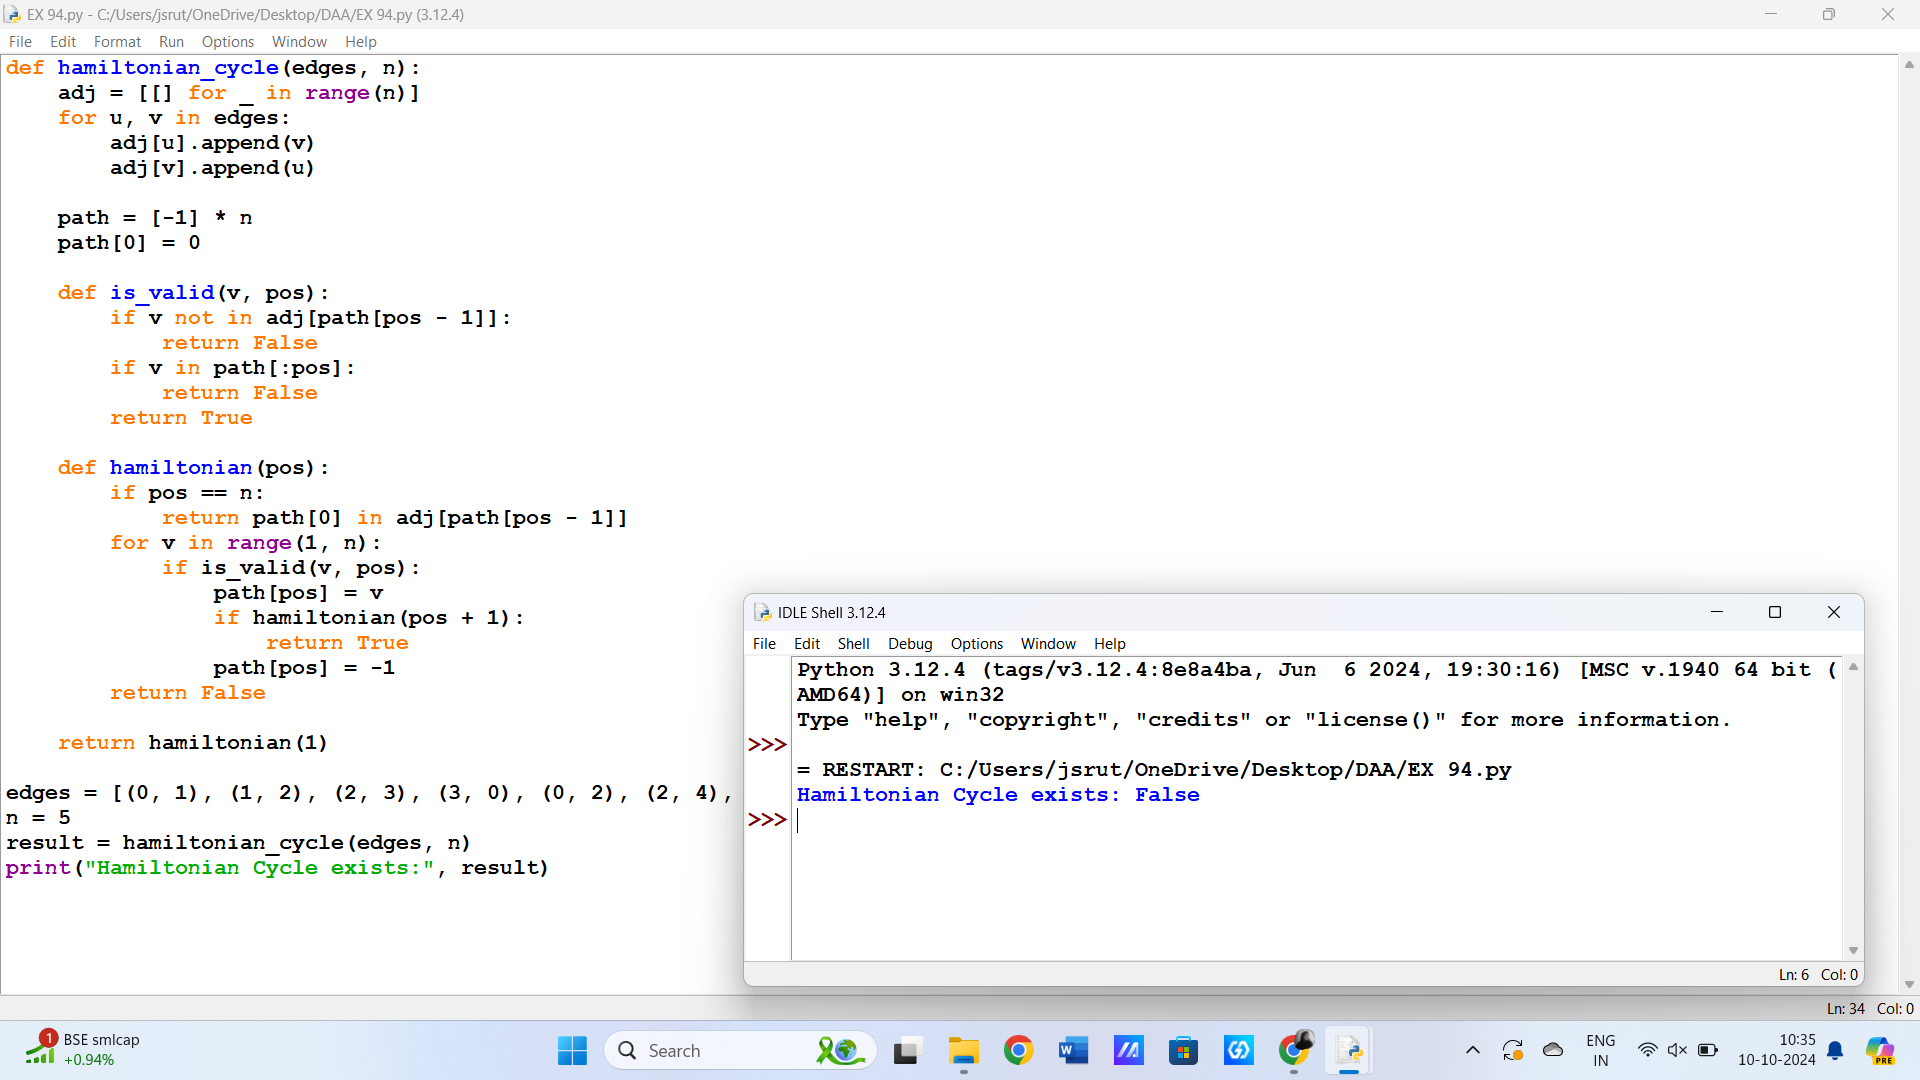 EX 94.py - C:/Users/jsrut/OneDrive/Desktop/DAA/EX 94.py (3.12.4)
File Edit Format Run Options Window Help
def hamiltonian_cycle(edges, n):
    adj = [[] for _ in range(n)]
    for u, v in edges:
        adj[u].append(v)
        adj[v].append(u)
    path = [-1] * n
    path[0] = 0
    def is_valid(v, pos):
        if v not in adj[path[pos - 1]]:
            return False
        if v in path[:pos]:
            return False
        return True
    def hamiltonian(pos):
        if pos == n:
            return path[0] in adj[path[pos - 1]]
        for v in range(1, n):
            if is_valid(v, pos):
                path[pos] = v
                if hamiltonian(pos + 1):
                    return True
                path[pos] = -1
        return False
    return hamiltonian(1)
edges = [(0, 1), (1, 2), (2, 3), (3, 0), (0, 2), (2, 4),
n = 5
result = hamiltonian_cycle(edges, n)
print("Hamiltonian Cycle exists:", result)
IDLE Shell 3.12.4
File Edit Shell Debug Options Window Help
Python 3.12.4 (tags/v3.12.4:8e8a4ba, Jun  6 2024, 19:30:16) [MSC v.1940 64 bit (
AMD64)] on win32
Type "help", "copyright", "credits" or "license()" for more information.
>>>
= RESTART: C:/Users/jsrut/OneDrive/Desktop/DAA/EX 94.py
Hamiltonian Cycle exists: False
>>>
Ln: 6 Col: 0
Ln: 34 Col: 0
1
BSE smlcap
+0.94%
Search
W
ENG
IN
10:35
10-10-2024
PRE